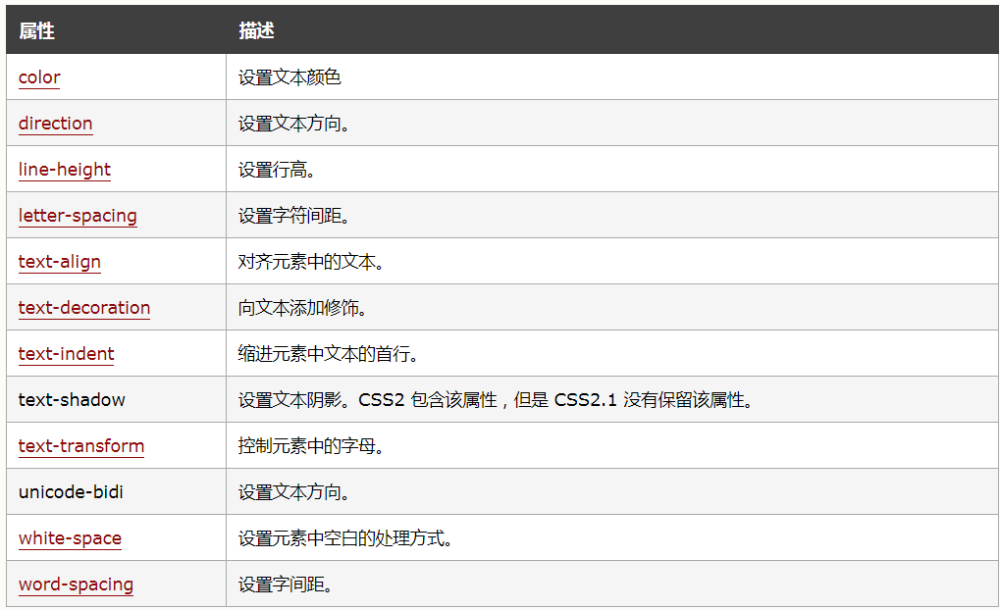 属性 描述
color 设置文本颜色
direction 设置文本方向。
line-height 设置行高。
letter-spacing 设置字符间距。
text-align 对齐元素中的文本。
text-decoration 向文本添加修饰。
text-indent 缩进元素中文本的首行。
text-shadow 设置文本阴影。CSS2 包含该属性，但是 CSS2.1 没有保留该属性。
text-transform 控制元素中的字母。
unicode-bidi 设置文本方向。
white-space 设置元素中空白的处理方式。
word-spacing 设置字间距。